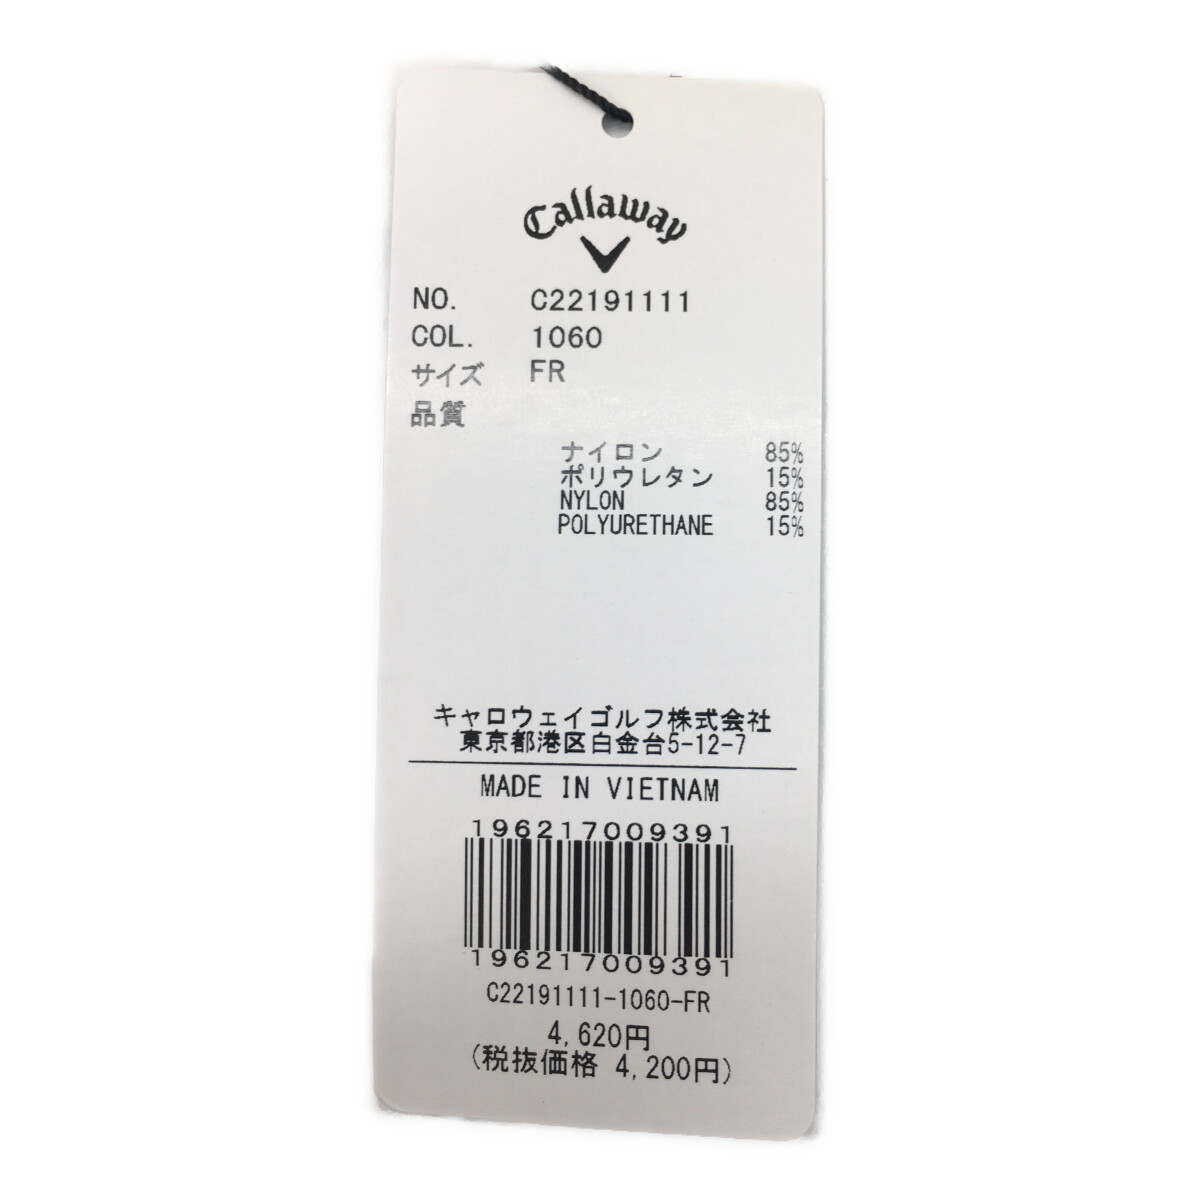 Callaway
NO. C22191111
COL. 1060
サイズ FR
品質
ナイロン 85%
ポリウレタン 15%
NYLON 85%
POLYURETHANE 15%
キャロウェイゴルフ株式会社
東京都港区白金台5-12-7
MADE IN VIETNAM
196217009391
196217009391
C22191111-1060-FR
4,620円
(税抜価格 4,200円)